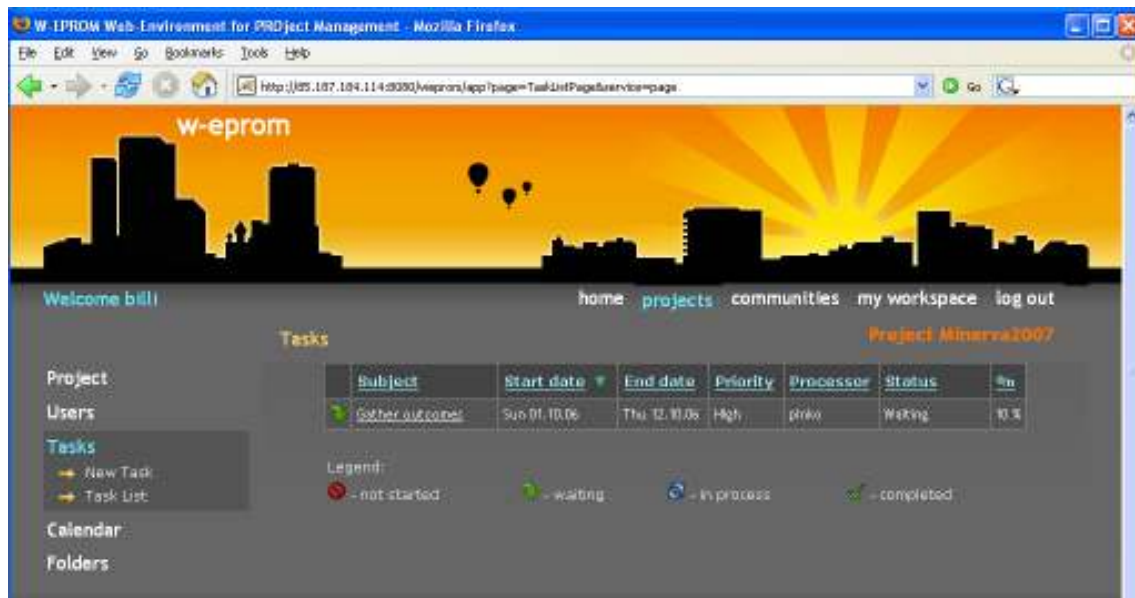 W-EPROM Web-Environment for PROject Management - Mozilla Firefox
File Edit View Go Bookmarks Tools Help
Go
w-eprom
Welcome billi
home projects communities my workspace log out
Tasks
Project Minerva2007
Project
Users
Tasks
New Task
Task List
Calendar
Folders
Subject Start date End date Priority Processor Status
Gather outcomes Sun 01.10.06 Thu 12.10.06 High Waiting 10 %
Legend:
- not started - waiting - in process - completed